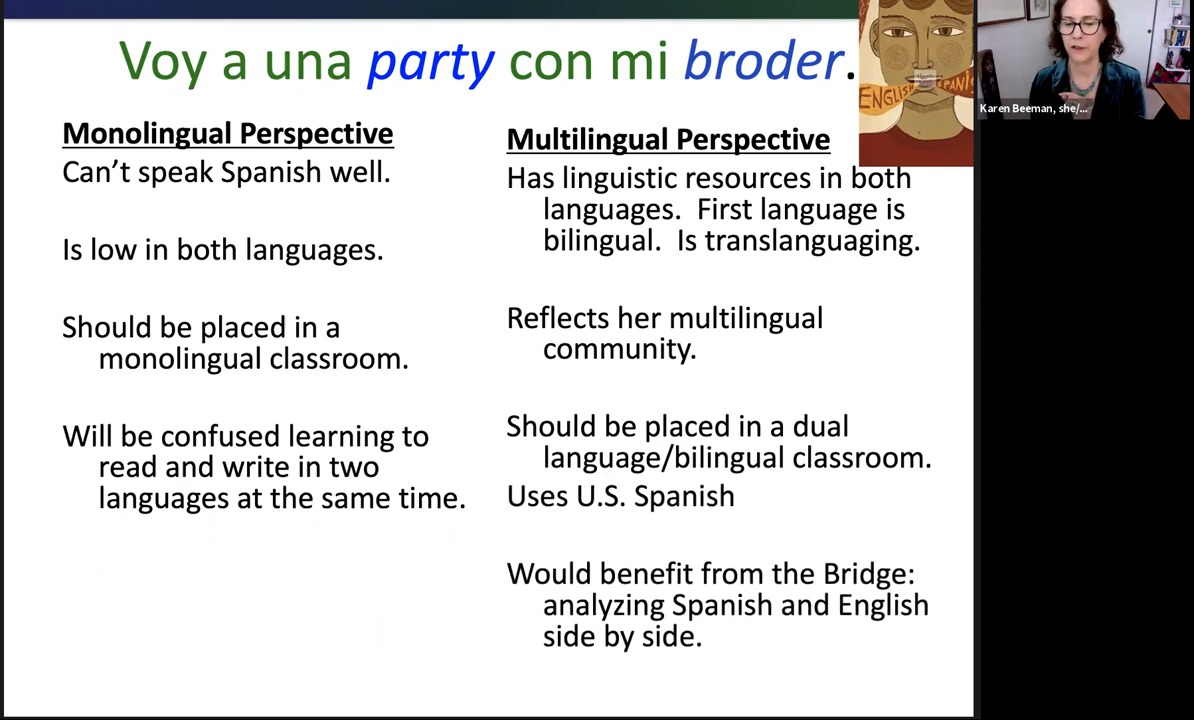 Voy a una party con mi broder.
Monolingual Perspective
Can’t speak Spanish well.
Is low in both languages.
Should be placed in a
monolingual classroom.
Will be confused learning to
read and write in two
languages at the same time.
Multilingual Perspective
Has linguistic resources in both
languages. First language is
bilingual. Is translanguaging.
Reflects her multilingual
community.
Should be placed in a dual
language/bilingual classroom.
Uses U.S. Spanish
Would benefit from the Bridge:
analyzing Spanish and English
side by side.
ENGLISH SPANI
Karen Beeman, she/...